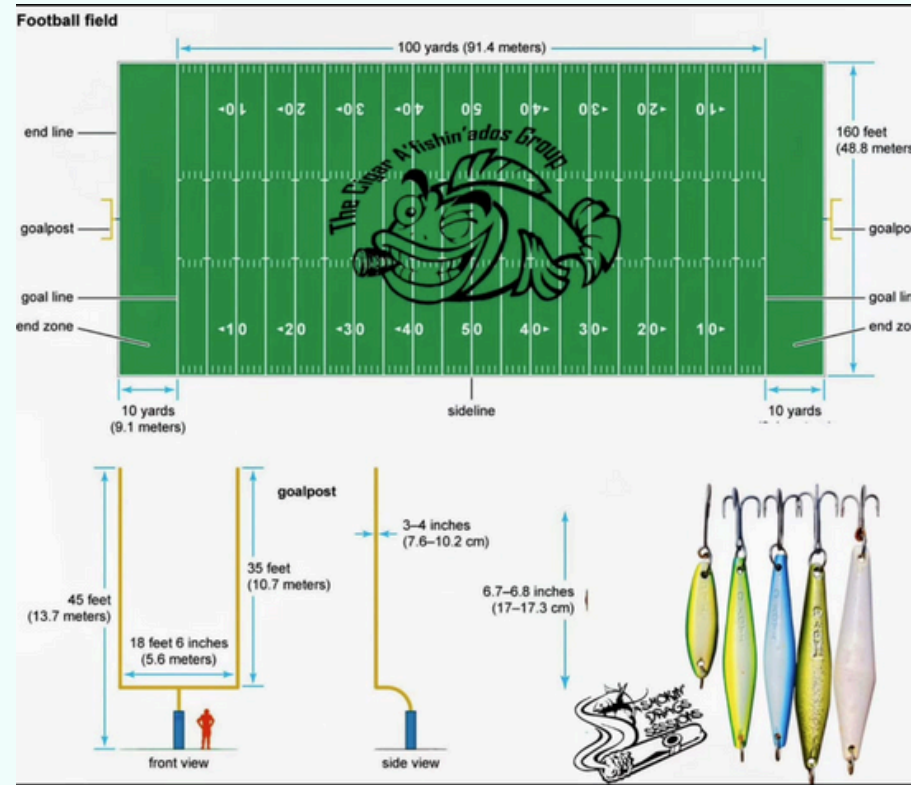 Football field
100 yards (91.4 meters)
◄10 ◄20 ◄30 ◄40 50 40► 30► 20► 10►
The Cigar A'fishin'ados Group
end line
160 feet
(48.8 meters
goalpost
goalpo
goal line
goal lin
end zone
end zo
◄10 ◄20 ◄30 ◄40 50 40► 30► 20► 10►
10 yards
(9.1 meters)
sideline
10 yards
goalpost
3–4 inches
(7.6–10.2 cm)
35 feet
(10.7 meters)
45 feet
(13.7 meters)
6.7–6.8 inches
(17–17.3 cm)
18 feet 6 inches
(5.6 meters)
SMOKIN'
DRAGS
SESSIONS
front view
side view